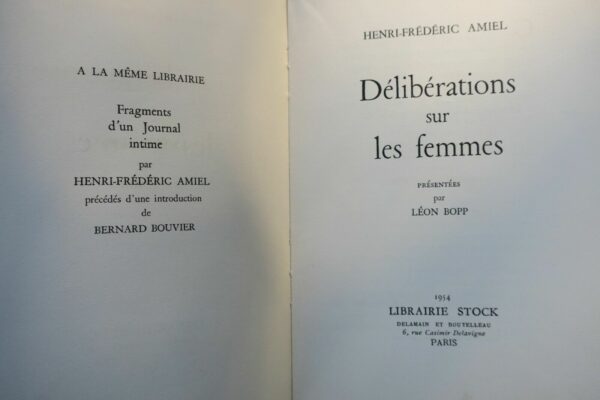 A LA MÊME LIBRAIRIE
Fragments
d'un Journal
intime
par
HENRI-FRÉDÉRIC AMIEL
précédés d'une introduction
de
BERNARD BOUVIER
HENRI-FRÉDÉRIC AMIEL
Délibérations
sur
les femmes
PRÉSENTÉES
par
LÉON BOPP
1954
LIBRAIRIE STOCK
DELAMAIN ET BOUTELLEAU
6, rue Casimir Delavigne
PARIS